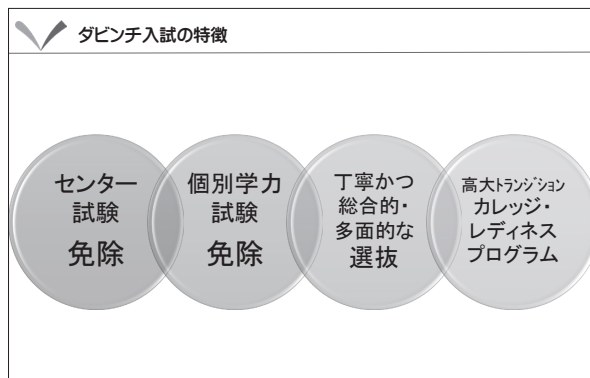 ダビンチ入試の特徴
センター
試験
免除
個別学力
試験
免除
丁寧かつ
総合的・
多面的な
選抜
高大トランジション
カレッジ・
レディネス
プログラム